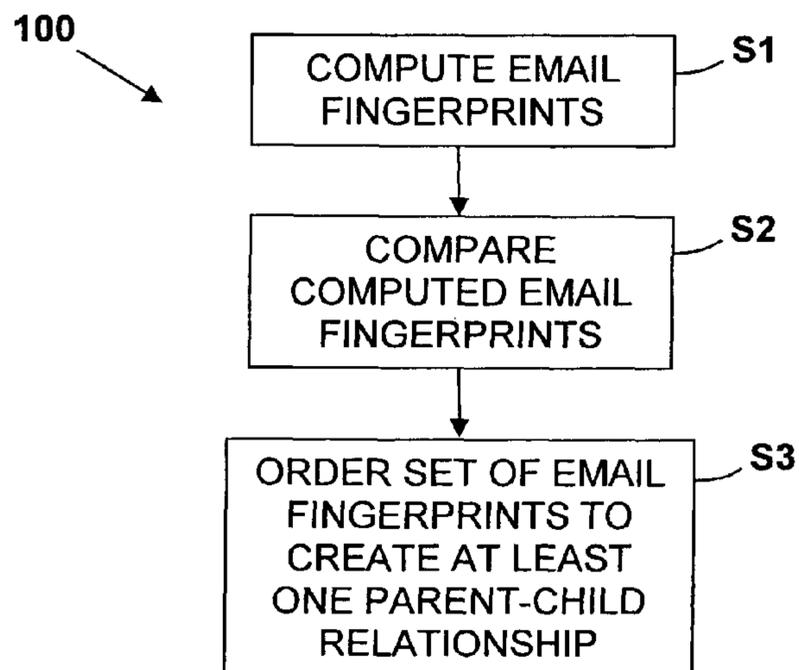 100
COMPUTE EMAIL
FINGERPRINTS
S1
COMPARE
COMPUTED EMAIL
FINGERPRINTS
S2
ORDER SET OF EMAIL
FINGERPRINTS TO
CREATE AT LEAST
ONE PARENT-CHILD
RELATIONSHIP
S3